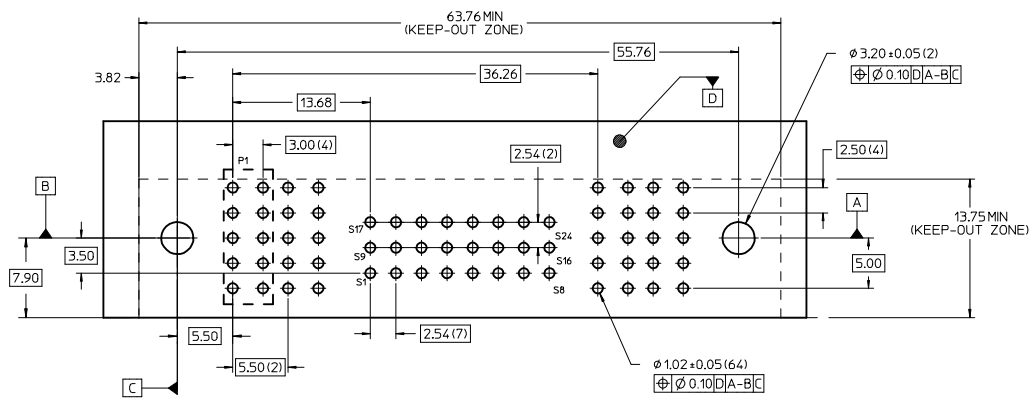 63.76 MIN
(KEEP-OUT ZONE)
55.76
3.82
36.26
⌀3.20±0.05(2)
⌖ ⌀ 0.10 D A-B C
13.68
D
3.00(4)
P1
2.54(2)
2.50(4)
B
A
S17
S24
13.75 MIN
(KEEP-OUT ZONE)
3.50
S9
S16
7.90
5.00
S1
S8
5.50
2.54(7)
5.50(2)
⌀1.02±0.05(64)
C
⌖ ⌀ 0.10 D A-B C